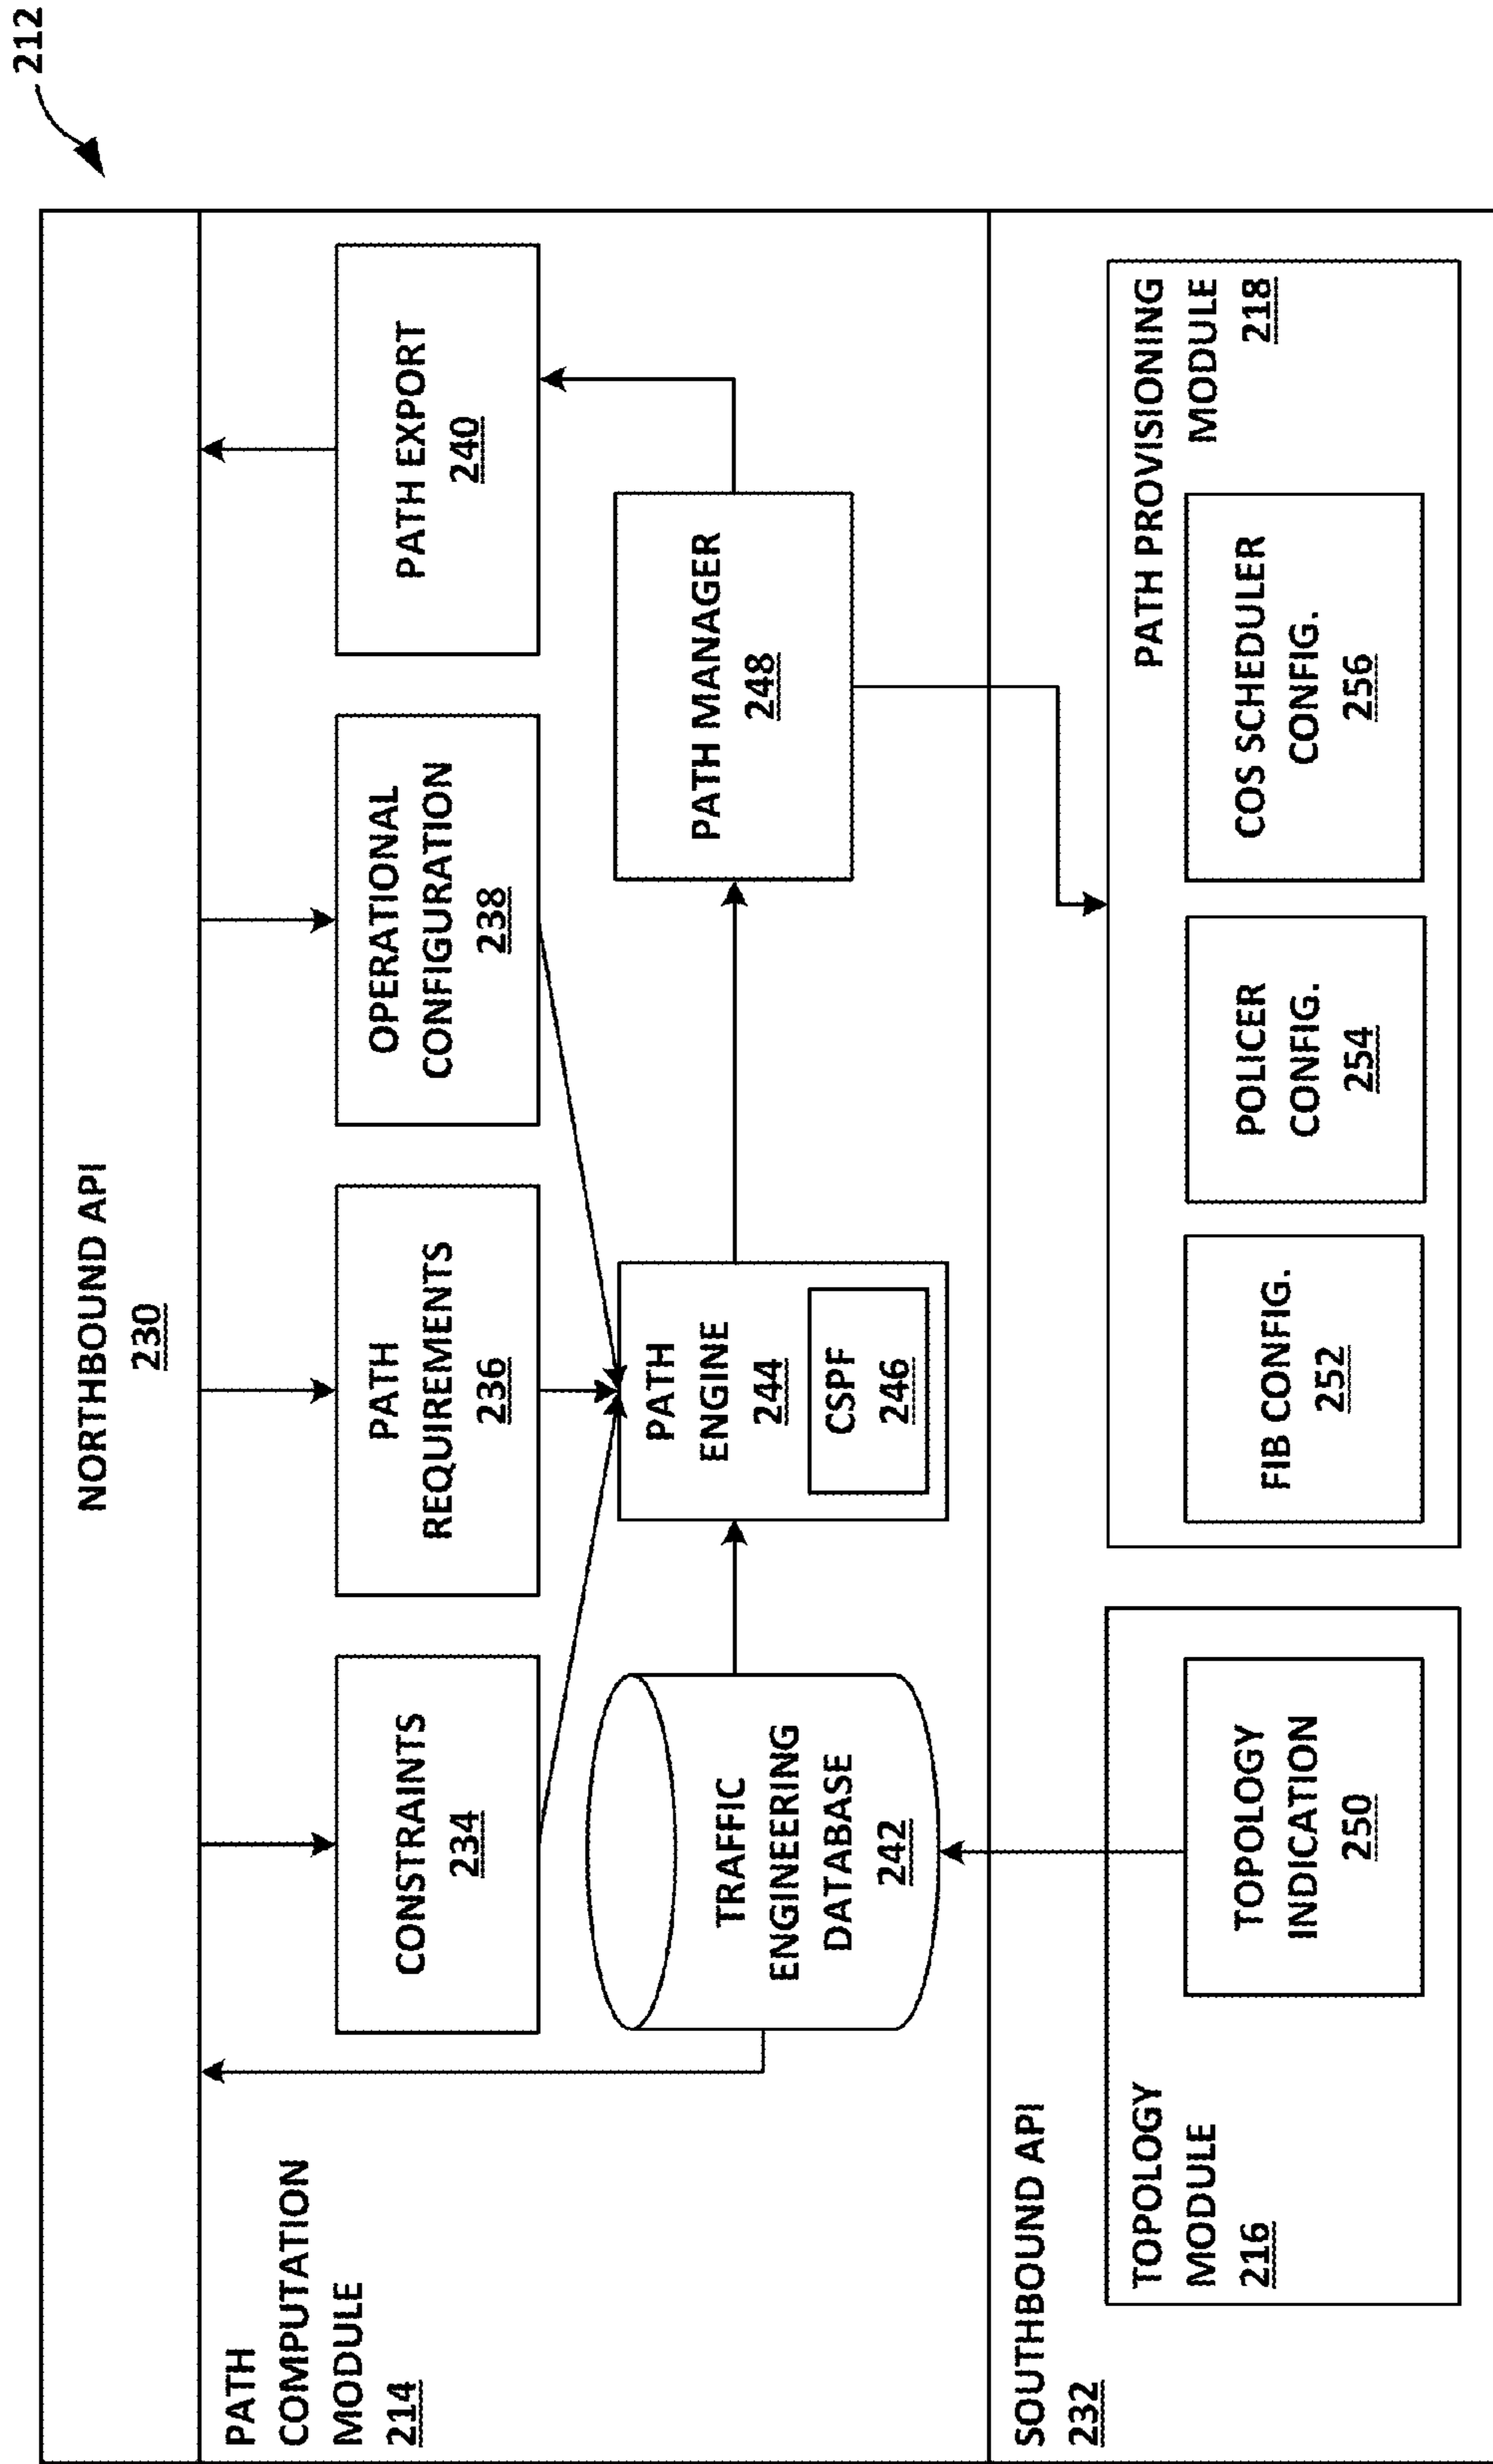 212
NORTHBOUND API
230
PATH
COMPUTATION
MODULE
214
CONSTRAINTS
234
PATH
REQUIREMENTS
236
OPERATIONAL
CONFIGURATION
238
PATH EXPORT
240
TRAFFIC
ENGINEERING
DATABASE
242
PATH
ENGINE
244
CSPF
246
PATH MANAGER
248
SOUTHBOUND API
232
TOPOLOGY
MODULE
216
TOPOLOGY
INDICATION
250
PATH PROVISIONING
MODULE
218
FIB CONFIG.
252
POLICER
CONFIG.
254
COS SCHEDULER
CONFIG.
256